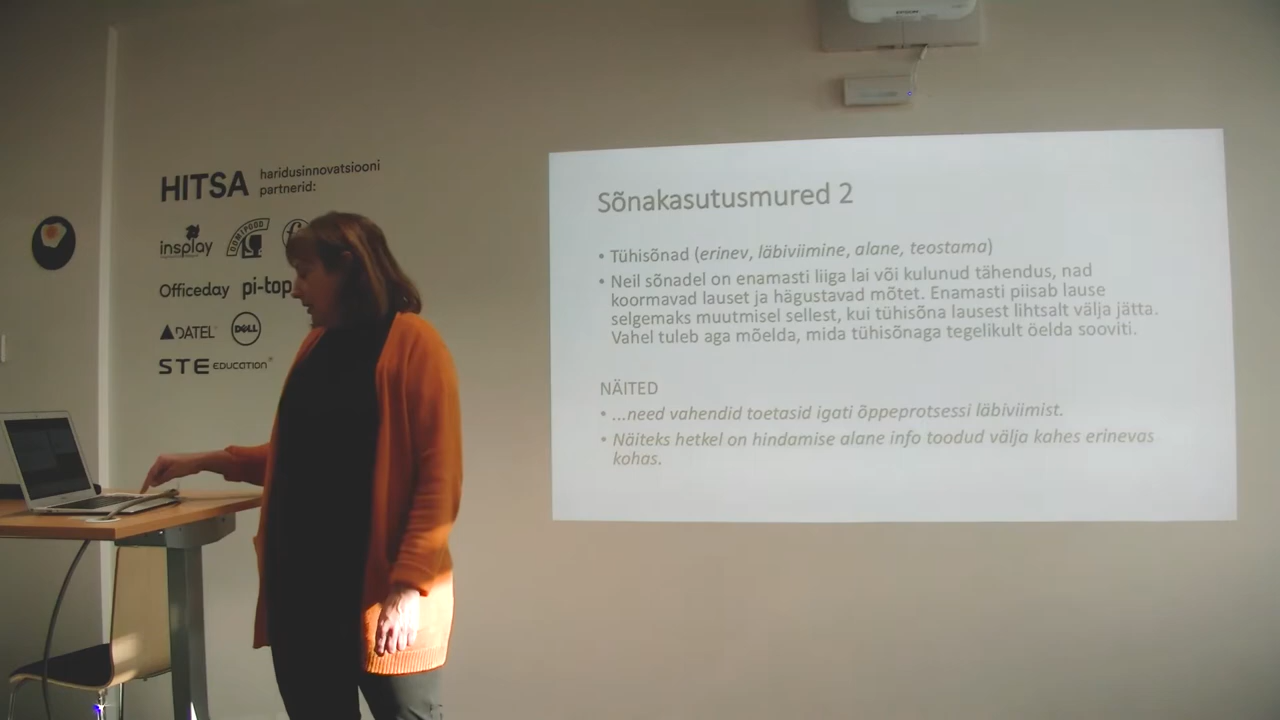 HITSA
haridusinnovatsiooni
partnerid:
insplay
OOMIPOOD
Officeday pi-top
DATEL DELL
STE EDUCATION
Sõnakasutusmured 2
• Tühisõnad (erinev, läbiviimine, alane, teostama)
• Neil sõnadel on enamasti liiga lai või kulunud tähendus, nad
koormavad lauset ja hägustavad mõtet. Enamasti piisab lause
selgemaks muutmisel sellest, kui tühisõna lausest lihtsalt välja jätta.
Vahel tuleb aga mõelda, mida tühisõnaga tegelikult öelda sooviti.
NÄITED
• ...need vahendid toetasid igati õppeprotsessi läbiviimist.
• Näiteks hetkel on hindamise alane info toodud välja kahes erinevas
kohas.